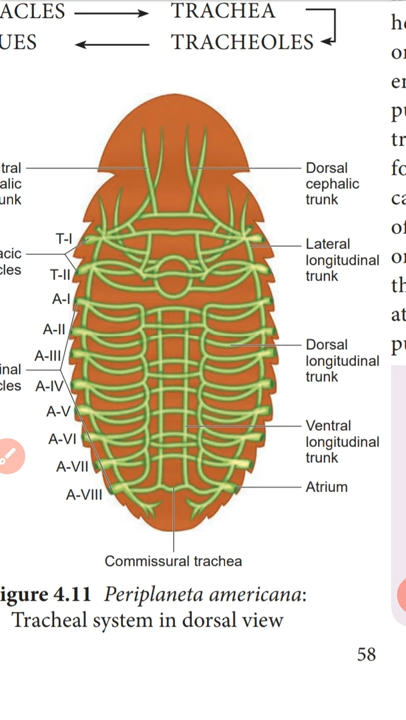 ACLES → TRACHEA
UES ← TRACHEOLES
tral
alic
unk
Dorsal
cephalic
trunk
T-I
acic
cles
T-II
Lateral
longitudinal
trunk
A-I
A-II
A-III
inal
cles
A-IV
Dorsal
longitudinal
trunk
A-V
A-VI
Ventral
longitudinal
trunk
A-VII
A-VIII
Atrium
Commissural trachea
igure 4.11 Periplaneta americana:
Tracheal system in dorsal view
58